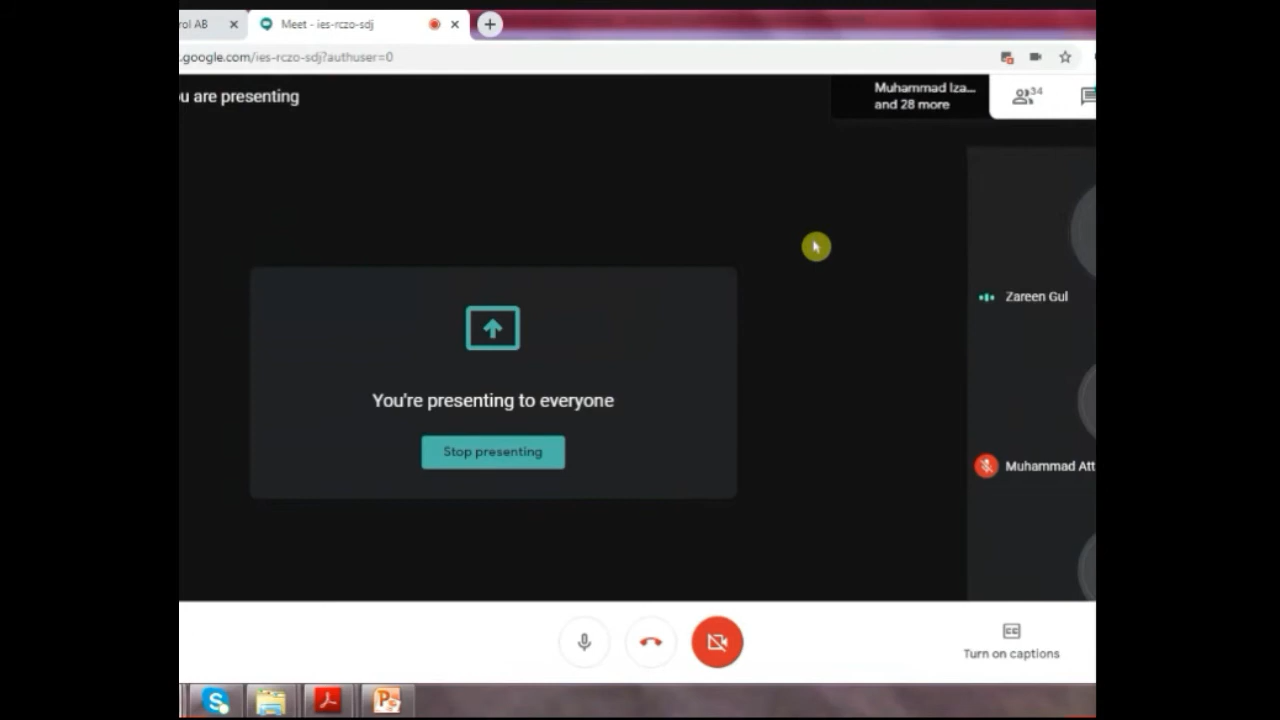 rol AB
Meet - ies-rczo-sdj
.google.com/ies-rczo-sdj?authuser=0
u are presenting
Muhammad Iza...
and 28 more
34
Zareen Gul
You're presenting to everyone
Stop presenting
Muhammad Att
CC
Turn on captions